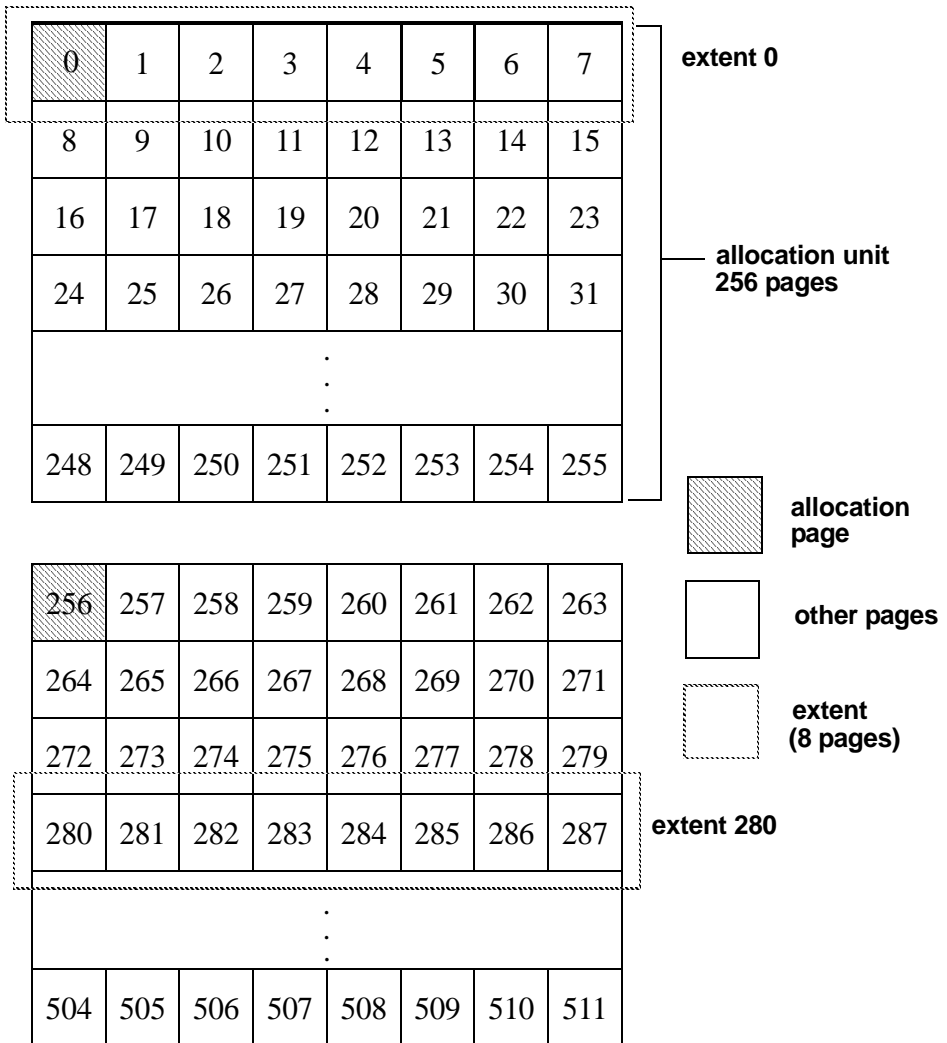 0 1 2 3 4 5 6 7
extent 0
8 9 10 11 12 13 14 15
16 17 18 19 20 21 22 23
allocation unit
256 pages
24 25 26 27 28 29 30 31
.
.
.
248 249 250 251 252 253 254 255
allocation
page
256 257 258 259 260 261 262 263
other pages
264 265 266 267 268 269 270 271
extent
(8 pages)
272 273 274 275 276 277 278 279
280 281 282 283 284 285 286 287
extent 280
.
.
.
504 505 506 507 508 509 510 511